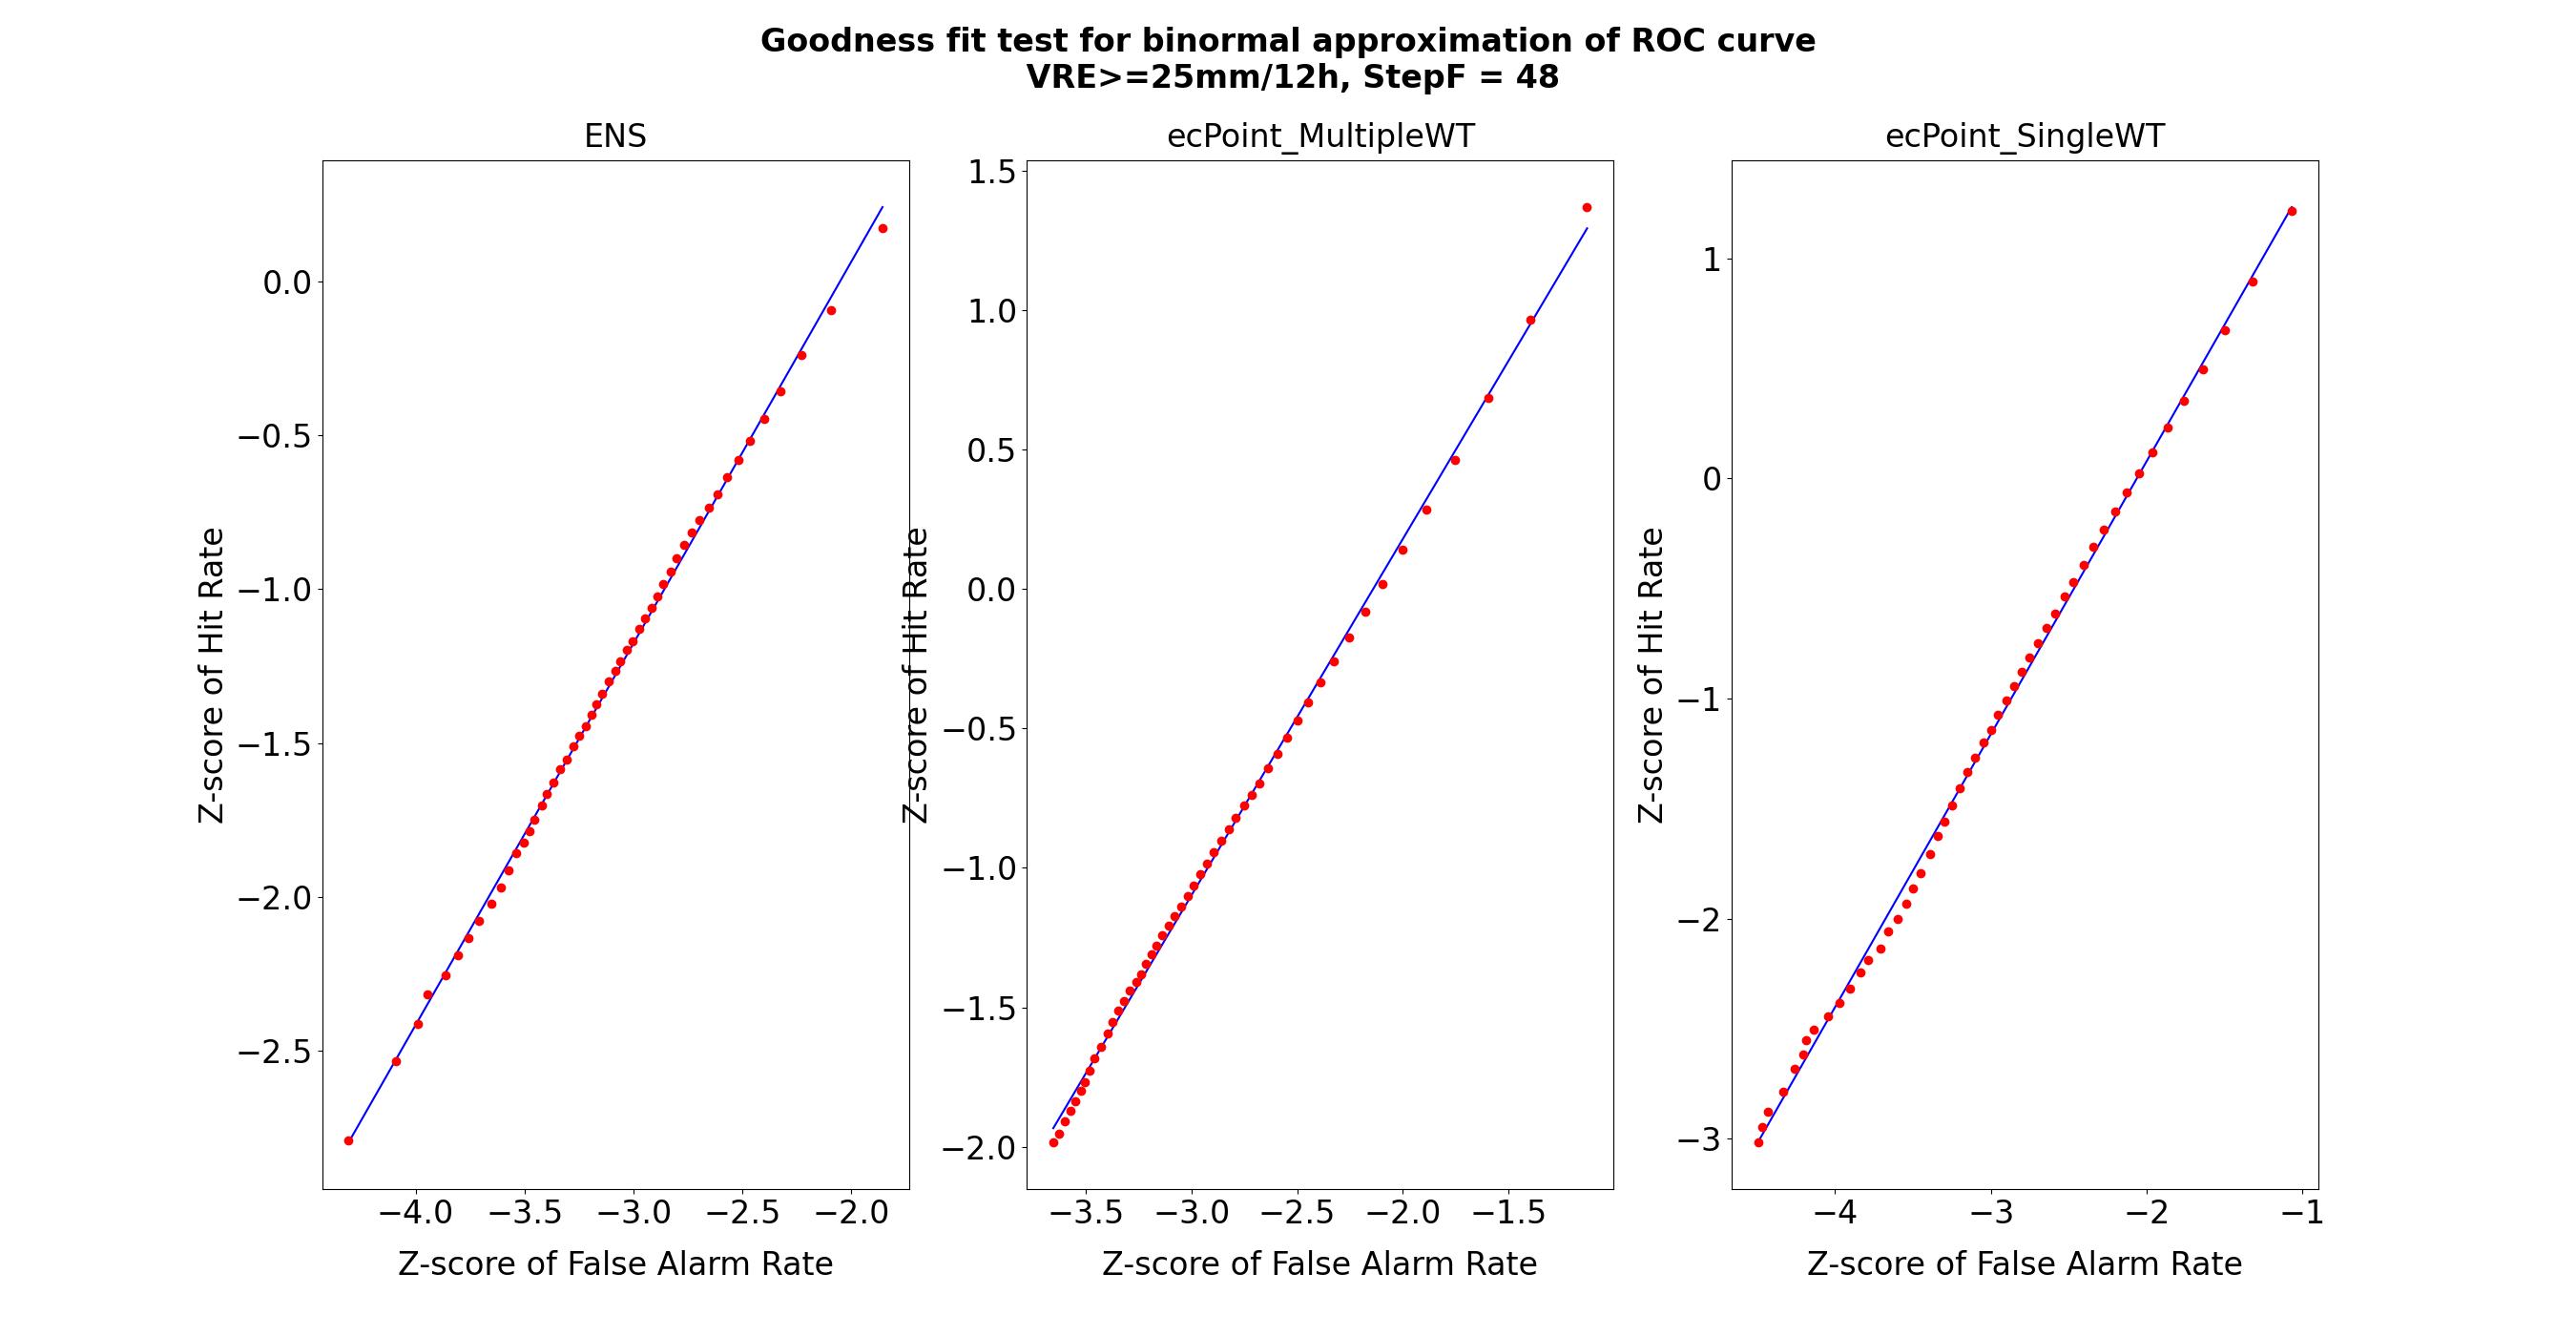 Goodness fit test for binormal approximation of ROC curve
VRE>=25mm/12h, StepF = 48
ENS
Z-score of Hit Rate
0.0
−0.5
−1.0
−1.5
−2.0
−2.5
−4.0 −3.5 −3.0 −2.5 −2.0
Z-score of False Alarm Rate
ecPoint_MultipleWT
Z-score of Hit Rate
1.5
1.0
0.5
0.0
−0.5
−1.0
−1.5
−2.0
−3.5 −3.0 −2.5 −2.0 −1.5
Z-score of False Alarm Rate
ecPoint_SingleWT
Z-score of Hit Rate
1
0
−1
−2
−3
−4 −3 −2 −1
Z-score of False Alarm Rate